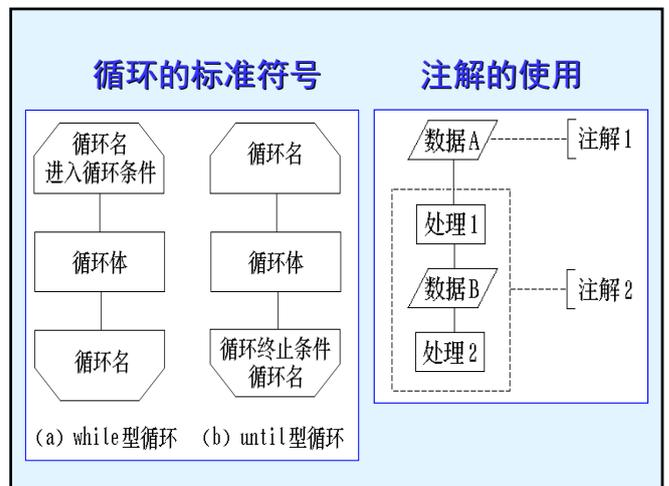 循环的标准符号
注解的使用
循环名
进入循环条件
循环体
循环名
(a) while型循环
循环名
循环体
循环终止条件
循环名
(b) until型循环
数据A
注解1
处理1
数据B
注解2
处理2